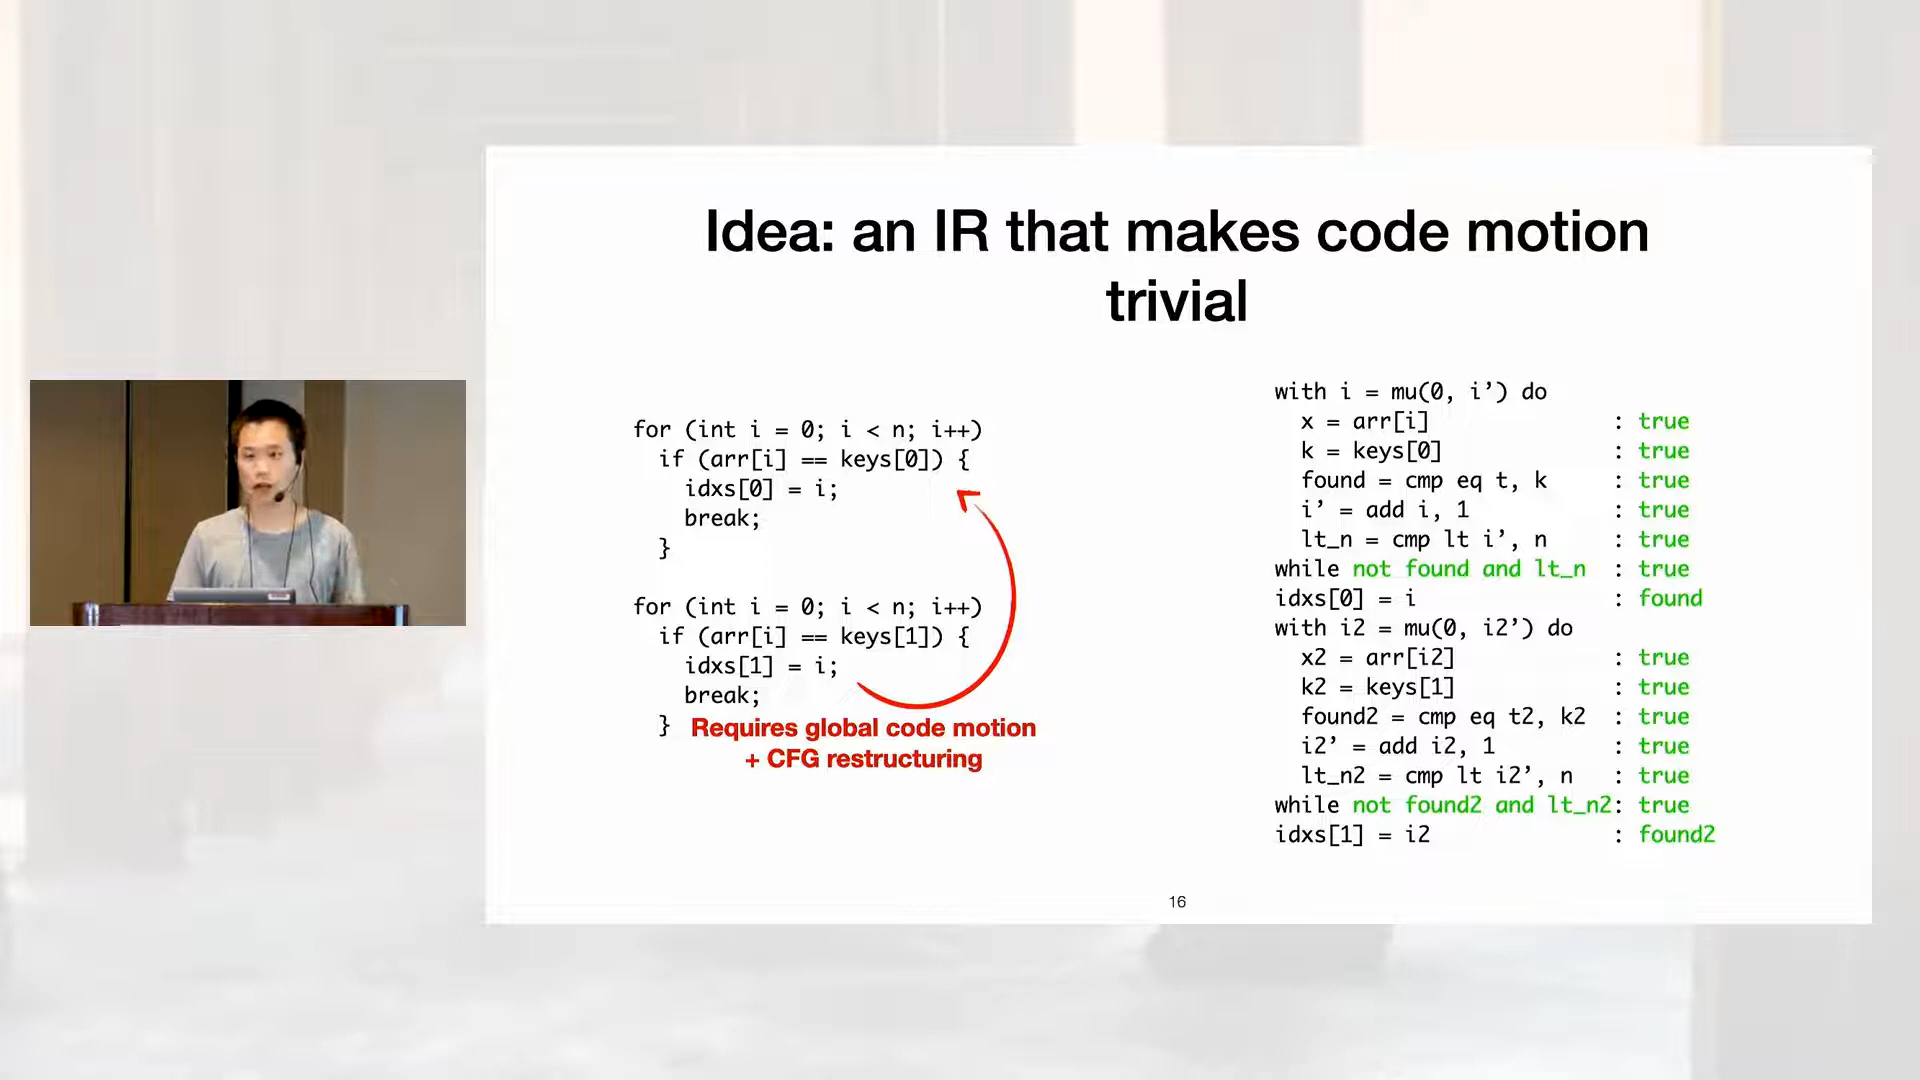 Idea: an IR that makes code motion
trivial
for (int i = 0; i < n; i++)
if (arr[i] == keys[0]) {
idxs[0] = i;
break;
}
for (int i = 0; i < n; i++)
if (arr[i] == keys[1]) {
idxs[1] = i;
break;
}
Requires global code motion
+ CFG restructuring
with i = mu(0, i’) do
x = arr[i] : true
k = keys[0] : true
found = cmp eq t, k : true
i’ = add i, 1 : true
lt_n = cmp lt i’, n : true
while not found and lt_n : true
idxs[0] = i : found
with i2 = mu(0, i2’) do
x2 = arr[i2] : true
k2 = keys[1] : true
found2 = cmp eq t2, k2 : true
i2’ = add i2, 1 : true
lt_n2 = cmp lt i2’, n : true
while not found2 and lt_n2: true
idxs[1] = i2 : found2
16